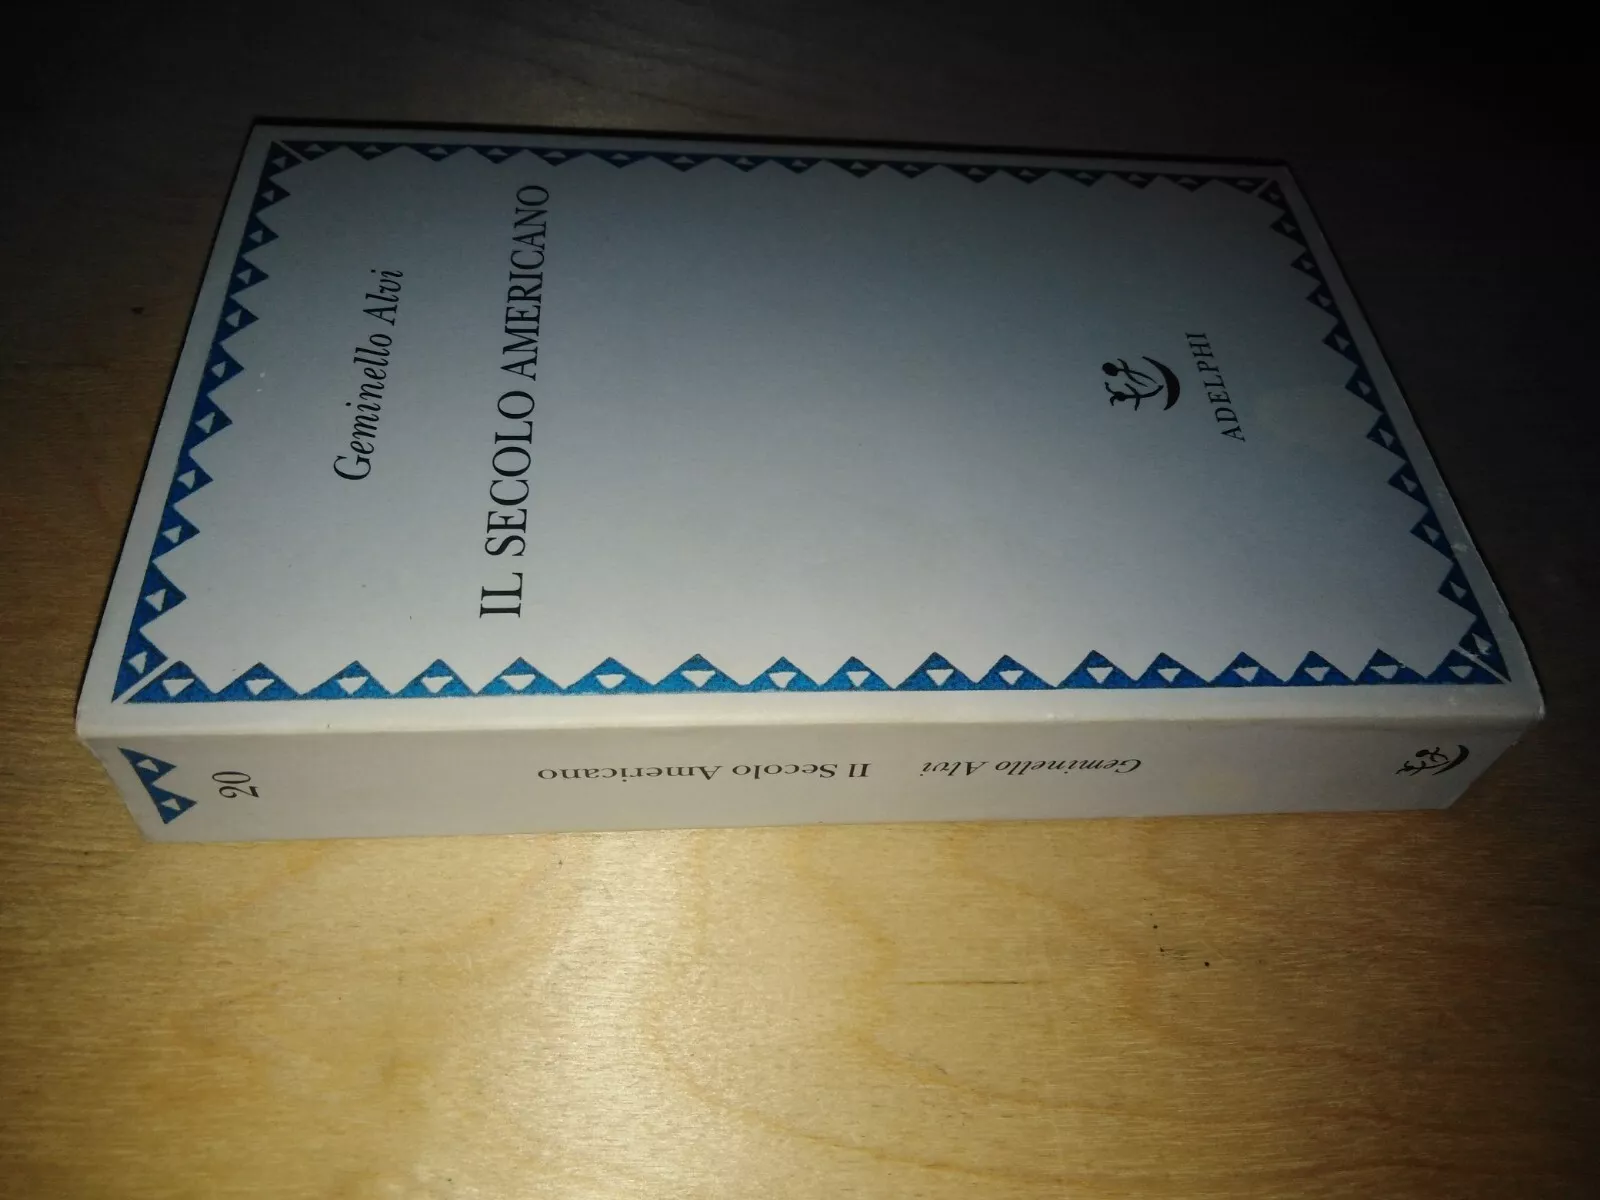 Geminello Alvi
IL SECOLO AMERICANO
ADELPHI
20
Geminello Alvi Il Secolo Americano